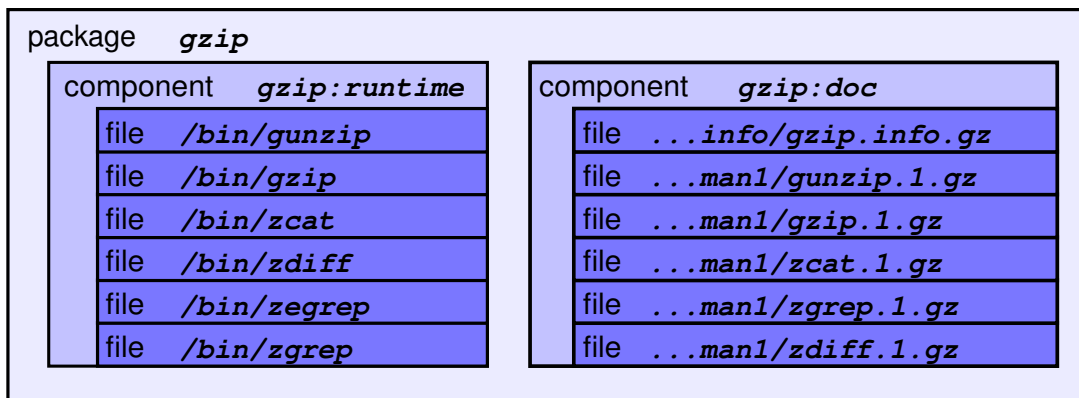 package gzip
component gzip:runtime
file /bin/gunzip
file /bin/gzip
file /bin/zcat
file /bin/zdiff
file /bin/zegrep
file /bin/zgrep
component gzip:doc
file ...info/gzip.info.gz
file ...man1/gunzip.1.gz
file ...man1/gzip.1.gz
file ...man1/zcat.1.gz
file ...man1/zgrep.1.gz
file ...man1/zdiff.1.gz